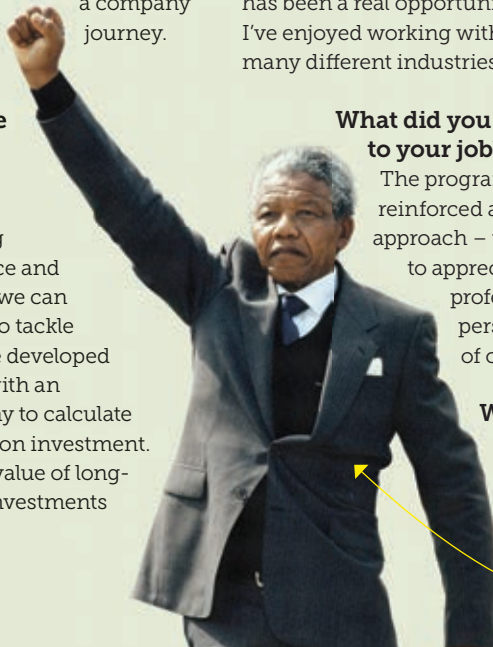 a company
journey.
e
g
ce and
we can
o tackle
e developed
ith an
y to calculate
on investment.
value of long-
nvestments
has been a real opportuni
I've enjoyed working with
many different industries
What did you
to your job
The progra
reinforced a
approach –
to apprec
profe
pers
of c
W